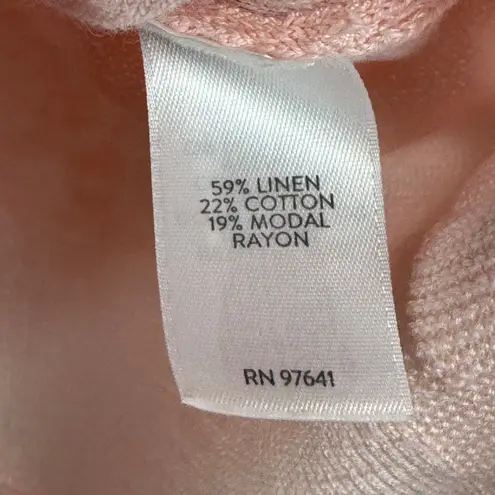 59% LINEN
22% COTTON
19% MODAL
RAYON
RN 97641